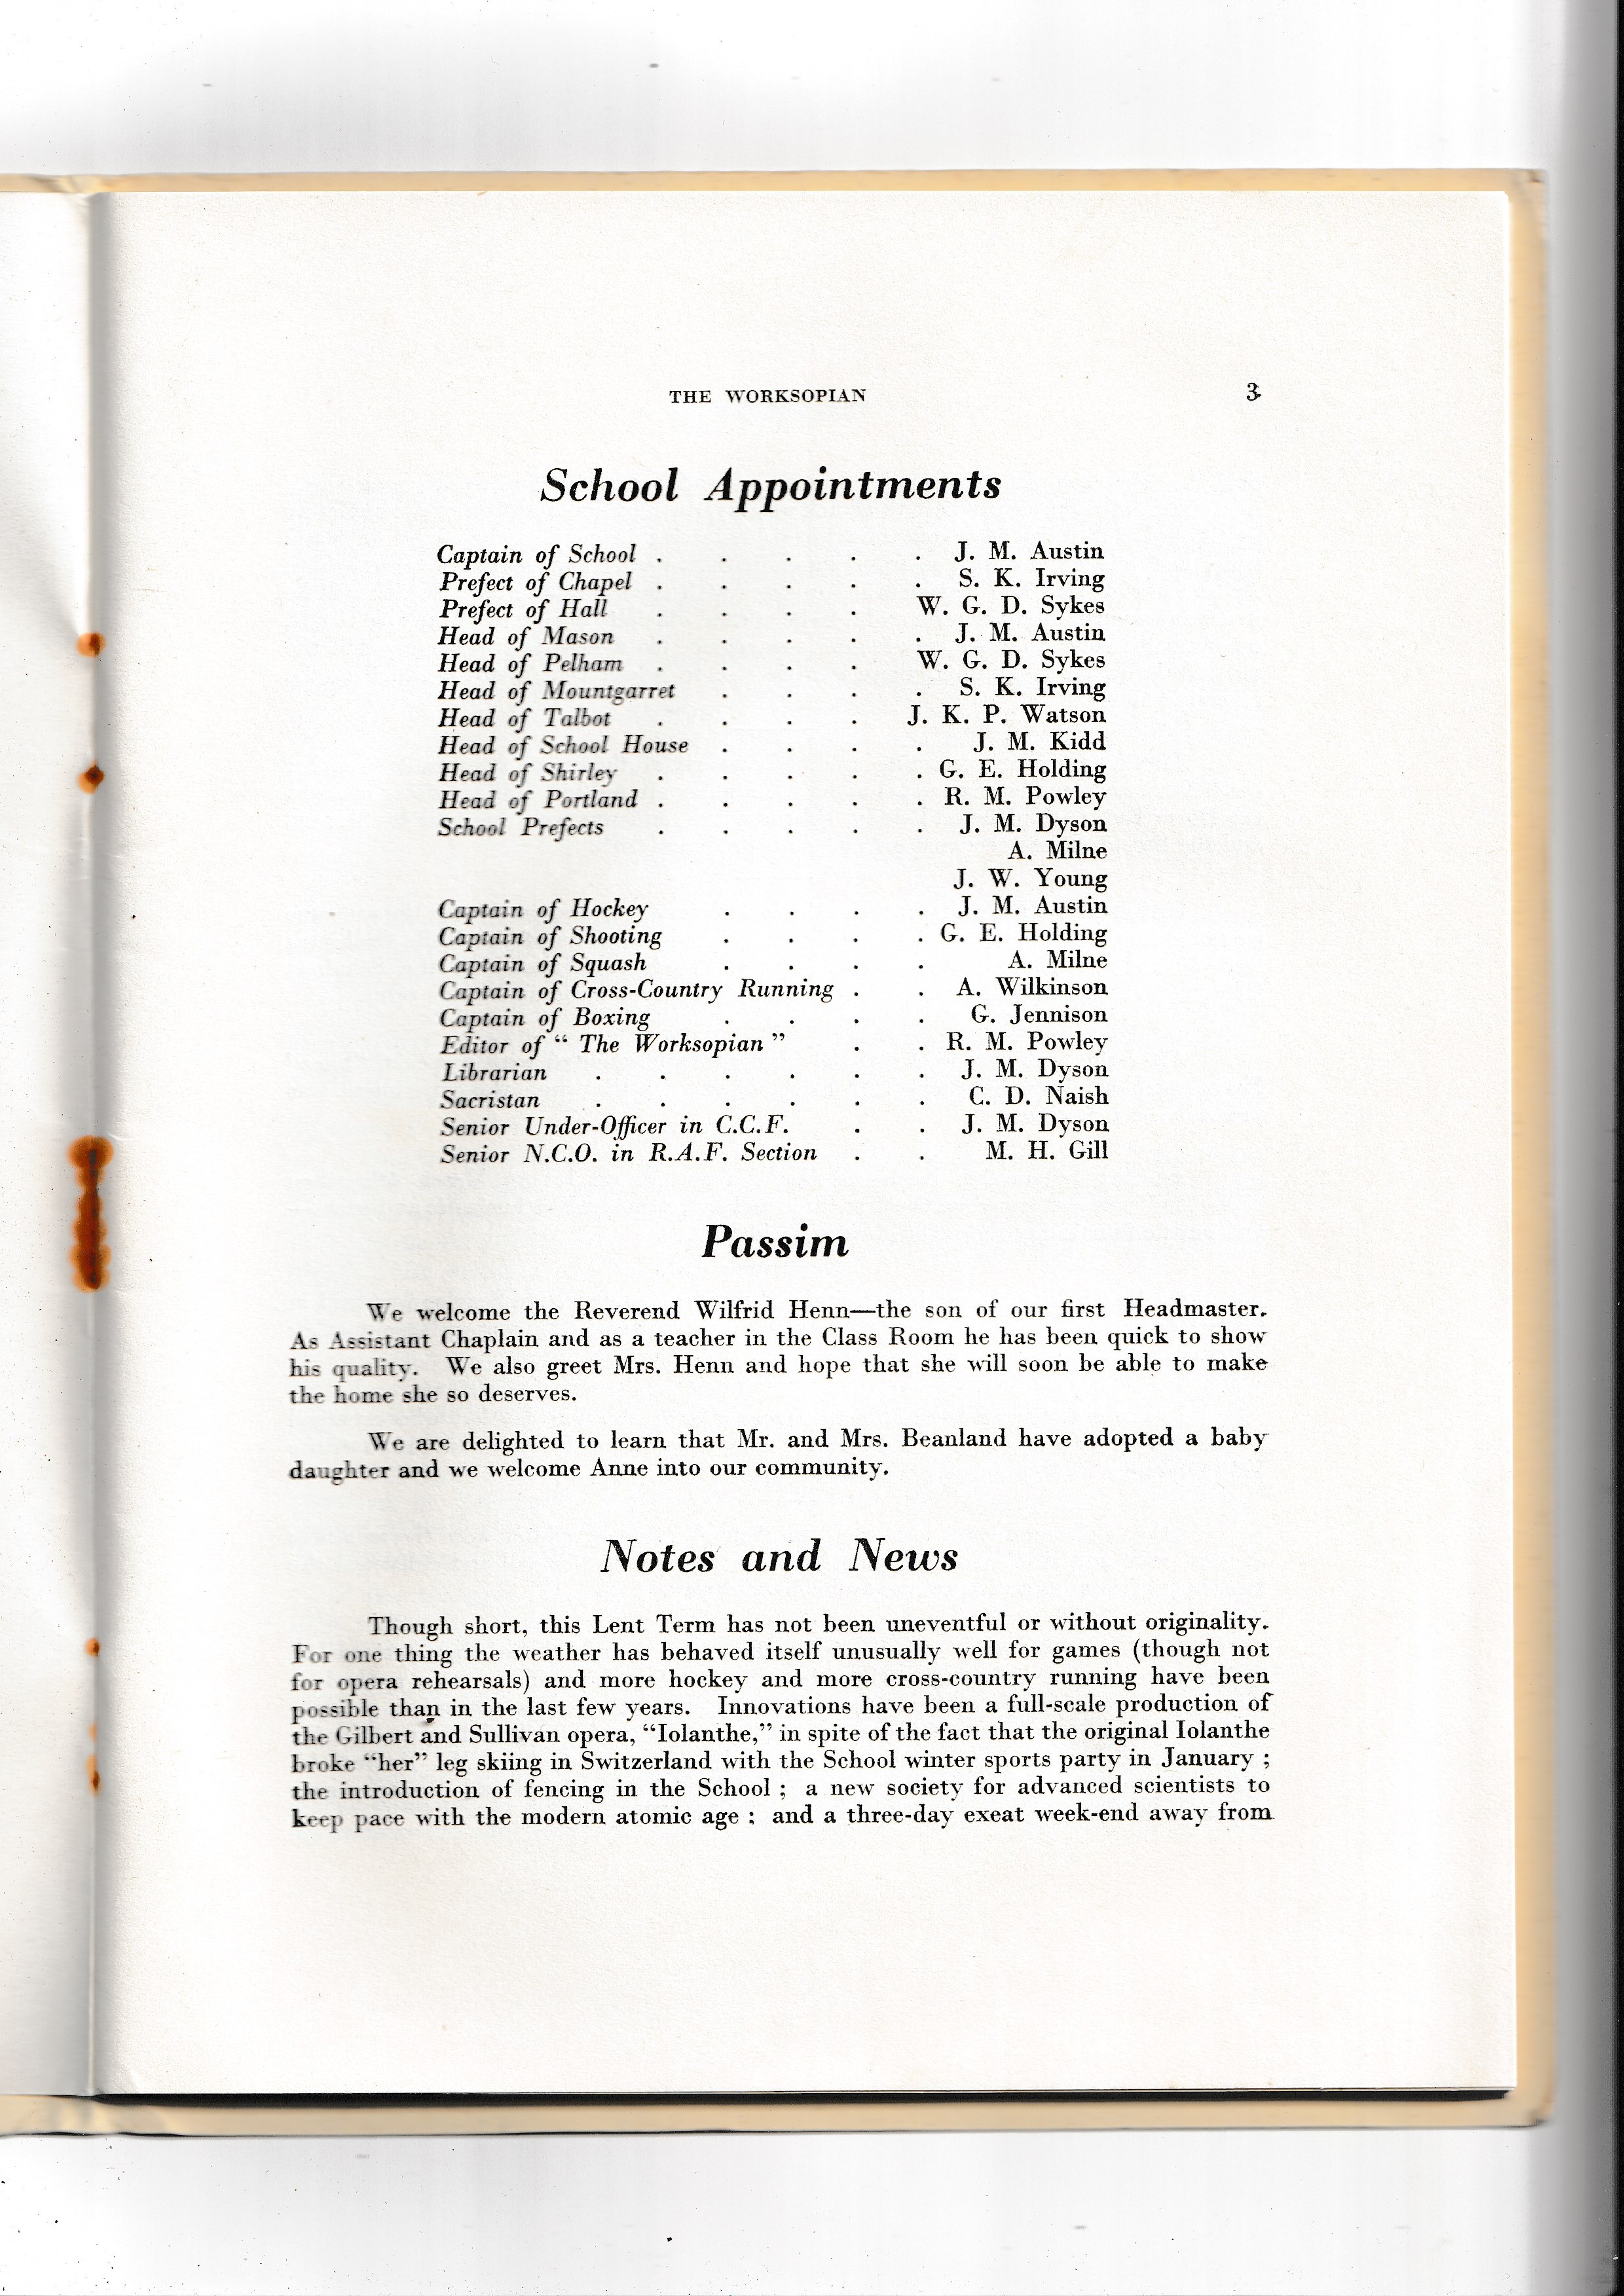 THE WORKSOPIAN 3
School Appointments
Captain of School . . . . . J. M. Austin
Prefect of Chapel . . . . . S. K. Irving
Prefect of Hall . . . . W. G. D. Sykes
Head of Mason . . . . . J. M. Austin
Head of Pelham . . . . W. G. D. Sykes
Head of Mountgarret . . . . S. K. Irving
Head of Talbot . . . . J. K. P. Watson
Head of School House . . . . J. M. Kidd
Head of Shirley . . . . . G. E. Holding
Head of Portland . . . . . R. M. Powley
School Prefects . . . . . J. M. Dyson
A. Milne
J. W. Young
Captain of Hockey . . . . J. M. Austin
Captain of Shooting . . . . G. E. Holding
Captain of Squash . . . . A. Milne
Captain of Cross-Country Running . . A. Wilkinson
Captain of Boxing . . . . G. Jennison
Editor of “ The Worksopian ” . . R. M. Powley
Librarian . . . . . . J. M. Dyson
Sacristan . . . . . . C. D. Naish
Senior Under-Officer in C.C.F. . . J. M. Dyson
Senior N.C.O. in R.A.F. Section . . M. H. Gill
Passim
We welcome the Reverend Wilfrid Henn—the son of our first Headmaster.
As Assistant Chaplain and as a teacher in the Class Room he has been quick to show
his quality. We also greet Mrs. Henn and hope that she will soon be able to make
the home she so deserves.
We are delighted to learn that Mr. and Mrs. Beanland have adopted a baby
daughter and we welcome Anne into our community.
Notes and News
Though short, this Lent Term has not been uneventful or without originality.
For one thing the weather has behaved itself unusually well for games (though not
for opera rehearsals) and more hockey and more cross-country running have been
possible than in the last few years. Innovations have been a full-scale production of
the Gilbert and Sullivan opera, “Iolanthe,” in spite of the fact that the original Iolanthe
broke “her” leg skiing in Switzerland with the School winter sports party in January ;
the introduction of fencing in the School ; a new society for advanced scientists to
keep pace with the modern atomic age ; and a three-day exeat week-end away from